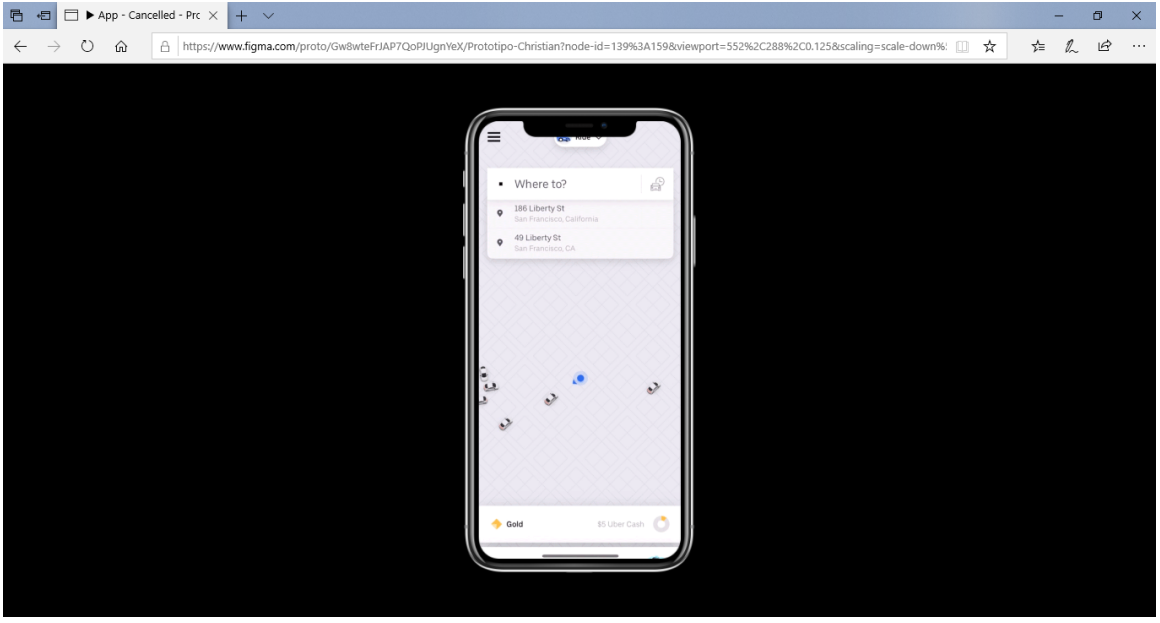 App - Cancelled - Prc
https://www.figma.com/proto/Gw8wteFrJAP7QoPJUgnYeX/Prototipo-Christian?node-id=139%3A159&viewport=552%2C288%2C0.125&scaling=scale-down%:
Ride
Where to?
186 Liberty St
San Francisco, California
49 Liberty St
San Francisco, CA
Gold $5 Uber Cash